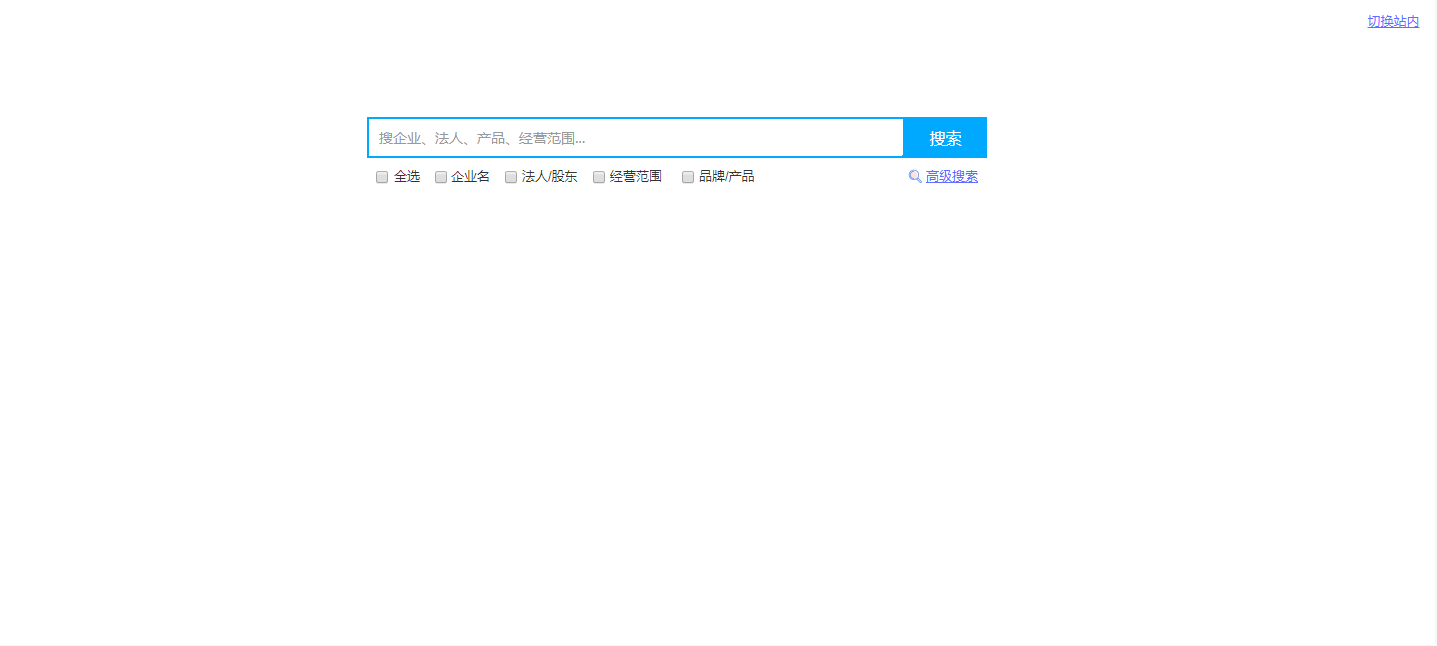 切换站内
搜企业、法人、产品、经营范围... 搜索
全选 企业名 法人/股东 经营范围 品牌/产品 高级搜索